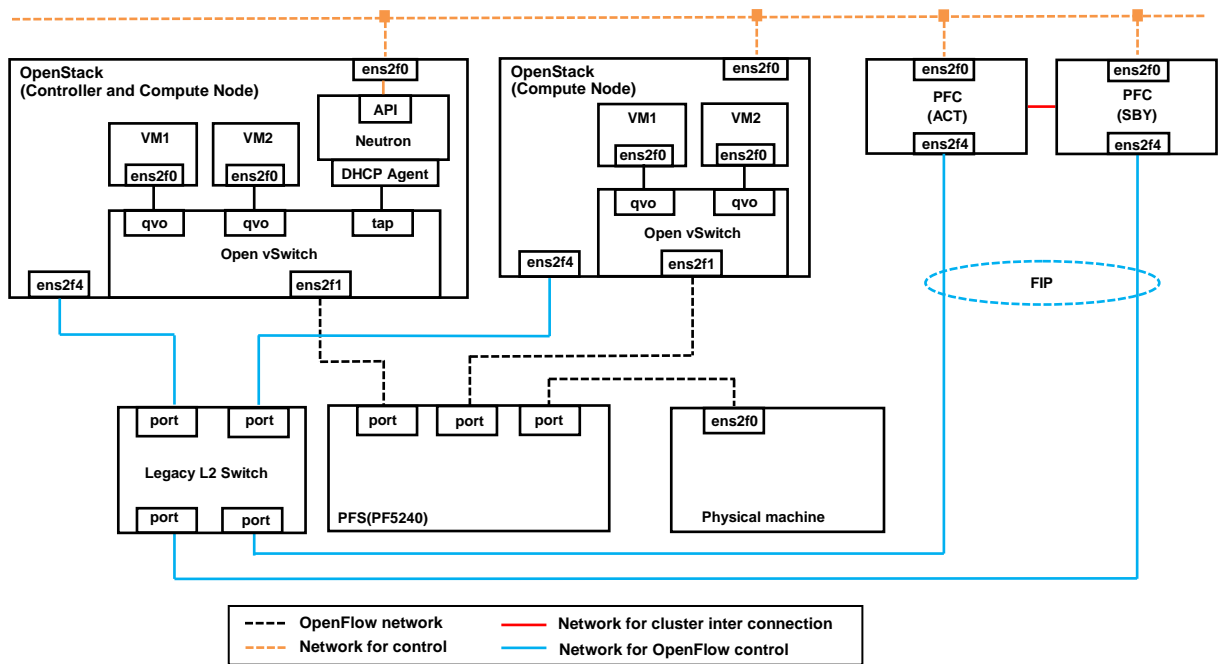 OpenStack
(Controller and Compute Node)
ens2f0
API
Neutron
DHCP Agent
VM1
ens2f0
VM2
ens2f0
qvo
qvo
tap
Open vSwitch
ens2f4
ens2f1
OpenStack
(Compute Node)
ens2f0
VM1
ens2f0
VM2
ens2f0
qvo
qvo
Open vSwitch
ens2f4
ens2f1
ens2f0
PFC
(ACT)
ens2f4
ens2f0
PFC
(SBY)
ens2f4
FIP
port
port
Legacy L2 Switch
port
port
port
port
port
PFS(PF5240)
ens2f0
Physical machine
OpenFlow network
Network for control
Network for cluster inter connection
Network for OpenFlow control